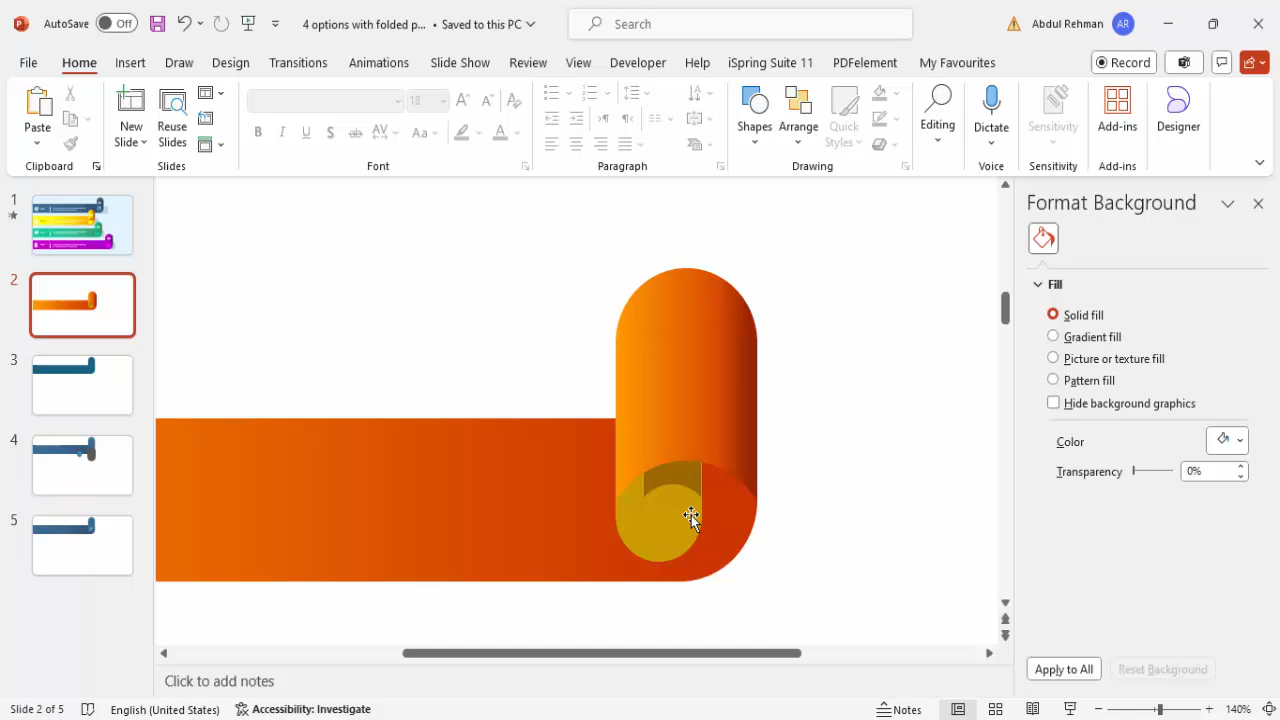 AutoSave Off 4 options with folded p... • Saved to this PC Search Abdul Rehman AR
File Home Insert Draw Design Transitions Animations Slide Show Review View Developer Help iSpring Suite 11 PDFelement My Favourites Record
Paste New Slide Reuse Slides 18 Shapes Arrange Quick Styles Editing Dictate Sensitivity Add-ins Designer
Clipboard Slides Font Paragraph Drawing Voice Sensitivity Add-ins
1
2
3
4
5
Format Background
Fill
Solid fill
Gradient fill
Picture or texture fill
Pattern fill
Hide background graphics
Color
Transparency 0%
Apply to All Reset Background
Click to add notes
Slide 2 of 5 English (United States) Accessibility: Investigate Notes 140%